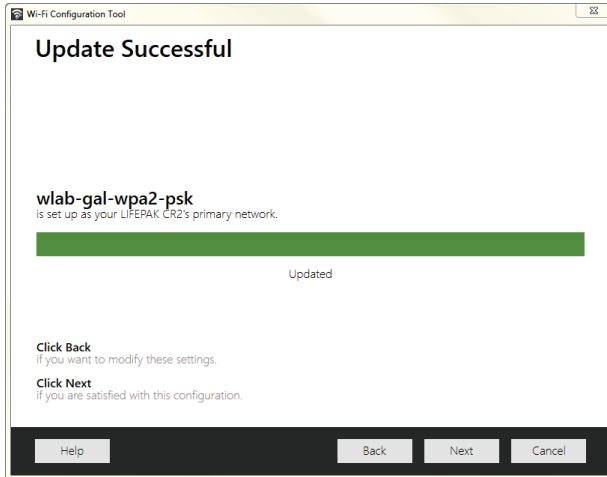 Wi-Fi Configuration Tool
Update Successful
wlab-gal-wpa2-psk
is set up as your LIFEPAK CR2's primary network.
Updated
Click Back
if you want to modify these settings.
Click Next
if you are satisfied with this configuration.
Help Back Next Cancel